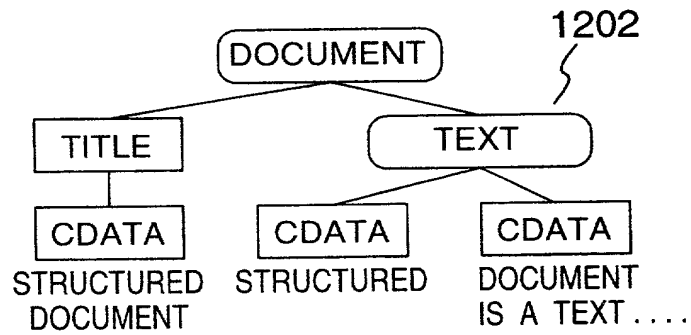 1202
DOCUMENT
TITLE
TEXT
CDATA
CDATA
CDATA
STRUCTURED
DOCUMENT
STRUCTURED
DOCUMENT
IS A TEXT....